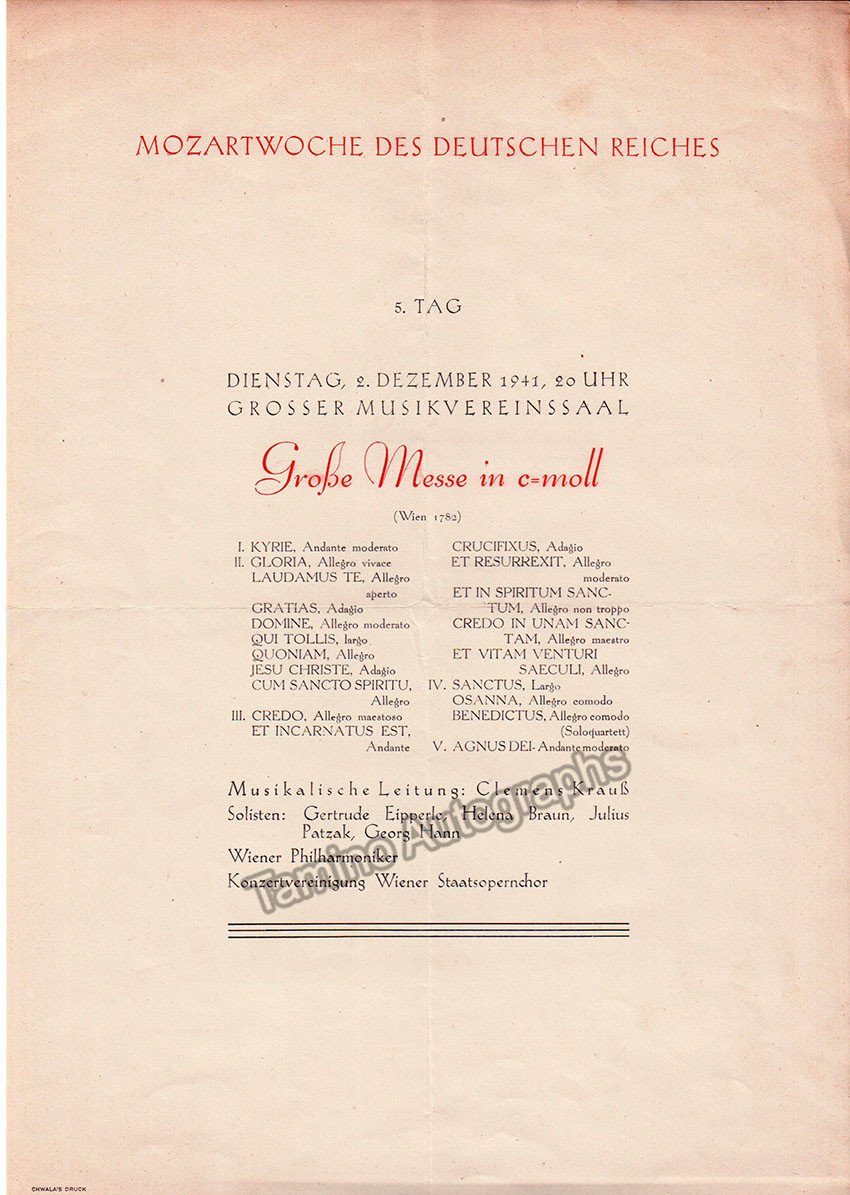 MOZARTWOCHE DES DEUTSCHEN REICHES
5. TAG
DIENSTAG, 2. DEZEMBER 1941, 20 UHR
GROSSER MUSIKVEREINSSAAL
Große Messe in c=moll
(Wien 1782)
I. KYRIE, Andante moderato
II. GLORIA, Allegro vivace
LAUDAMUS TE, Allegro
aperto
GRATIAS, Adagio
DOMINE, Allegro moderato
QUI TOLLIS, largo
QUONIAM, Allegro
JESU CHRISTE, Adagio
CUM SANCTO SPIRITU,
Allegro
III. CREDO, Allegro maestoso
ET INCARNATUS EST,
Andante
CRUCIFIXUS, Adagio
ET RESURREXIT, Allegro
moderato
ET IN SPIRITUM SANC-
TUM, Allegro non troppo
CREDO IN UNAM SANC-
TAM, Allegro maestro
ET VITAM VENTURI
SAECULI, Allegro
IV. SANCTUS, Largo
OSANNA, Allegro comodo
BENEDICTUS, Allegro comodo
(Soloquartett)
V. AGNUS DEI- Andante moderato
Musikalische Leitung: Clemens Krauß
Solisten: Gertrude Eipperle, Helena Braun, Julius
Patzak, Georg Hann
Wiener Philharmoniker
Konzertvereinigung Wiener Staatsopernchor
Tamino Autographs
CHWALA'S DRUCK